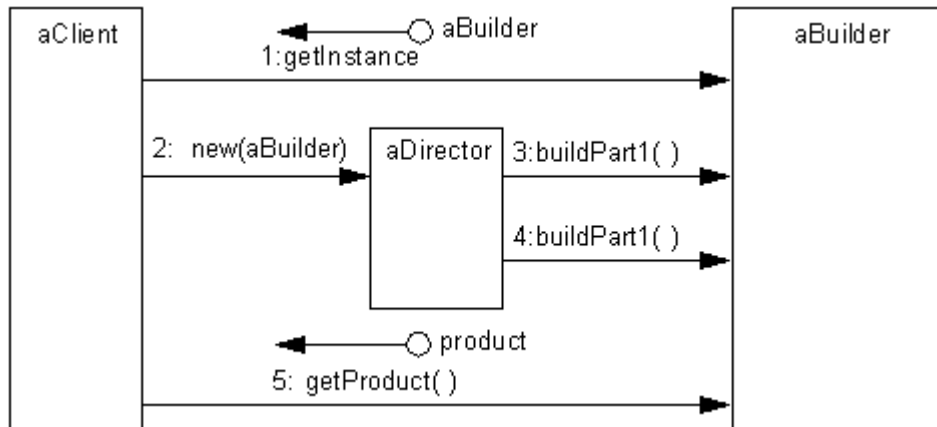 aClient
aBuilder
aBuilder
1:getInstance
2: new(aBuilder)
aDirector
3:buildPart1( )
4:buildPart1( )
product
5: getProduct( )